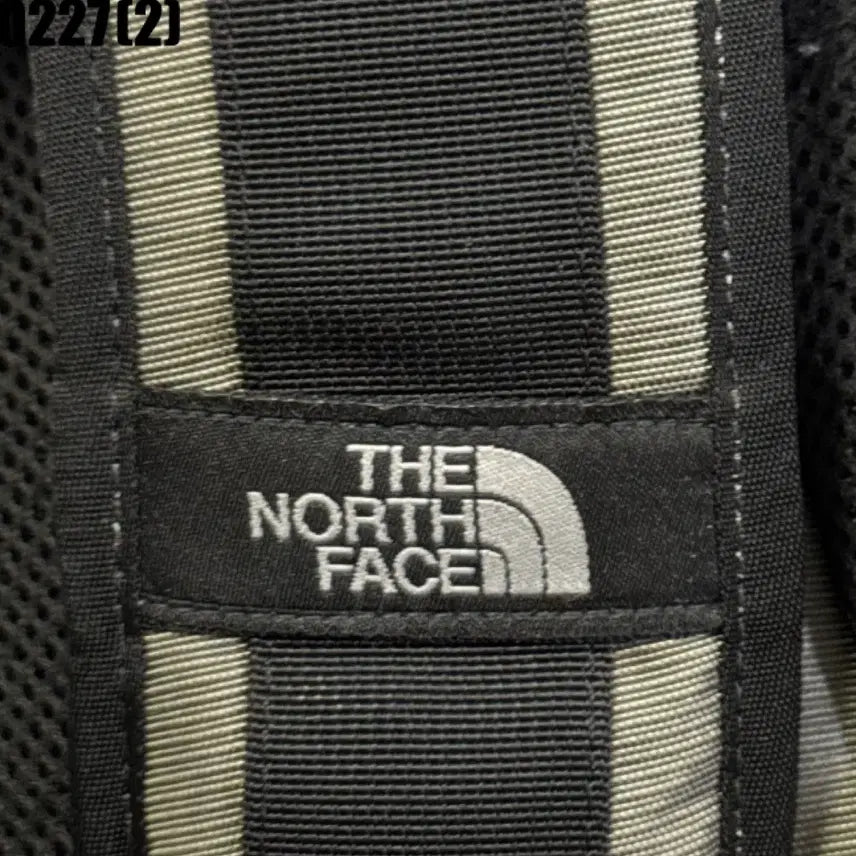 0227(2)
THE
NORTH
FACE